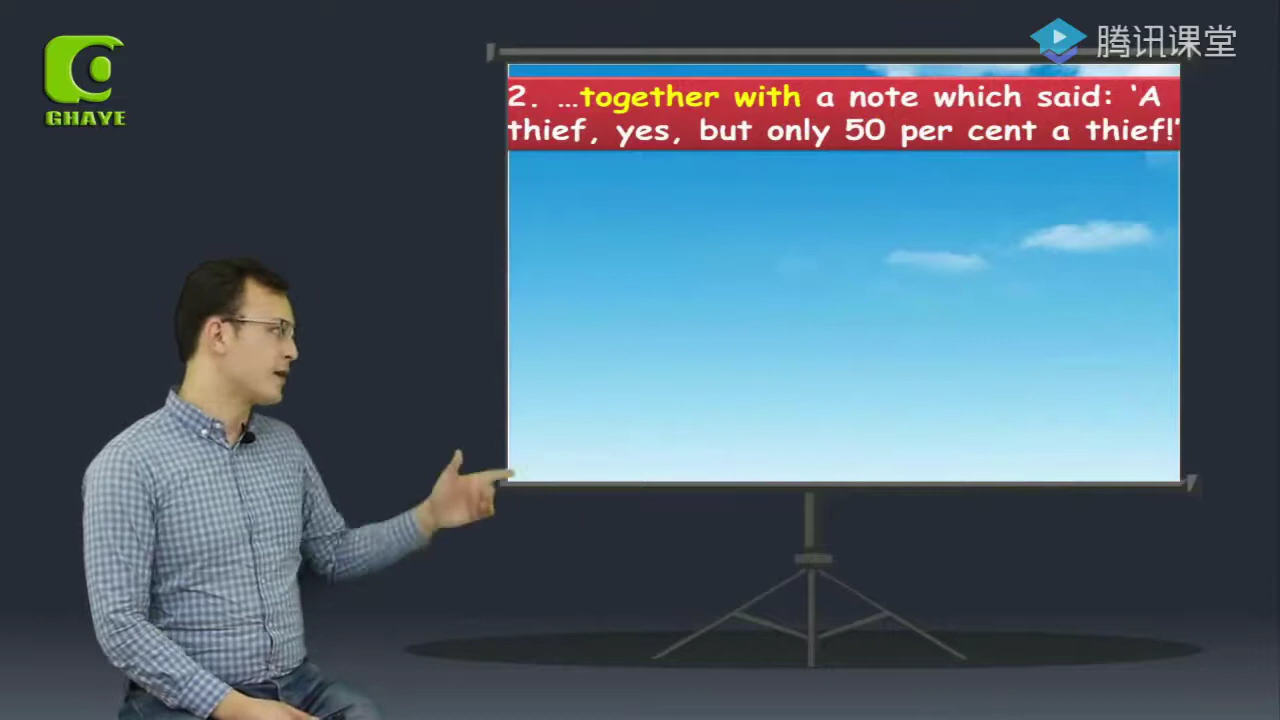 GHAYE
腾讯课堂
2. ...together with a note which said: ‘A
thief, yes, but only 50 per cent a thief!’